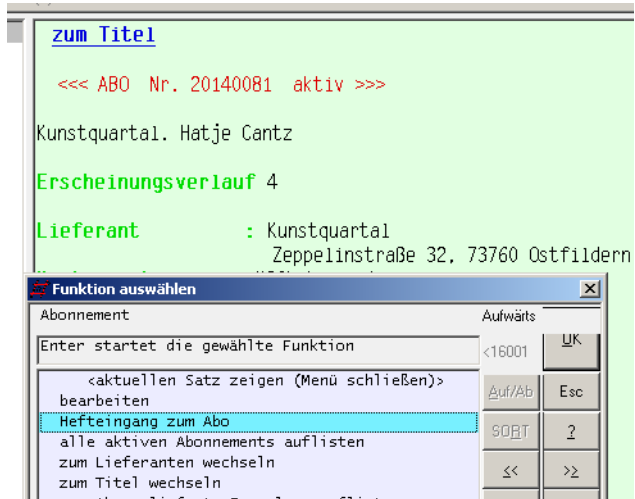 zum Titel
<<< ABO Nr. 20140081 aktiv >>>
Kunstquartal. Hatje Cantz
Erscheinungsverlauf 4
Lieferant : Kunstquartal
Zeppelinstraße 32, 73760 Ostfildern
Funktion auswählen
Abonnement
Aufwärts
Enter startet die gewählte Funktion
<16001
OK
<aktuellen Satz zeigen (Menü schließen)>
bearbeiten
Auf/Ab
Esc
Hefteingang zum Abo
alle aktiven Abonnements auflisten
SORT
?
zum Lieferanten wechseln
zum Titel wechseln
<<
>>